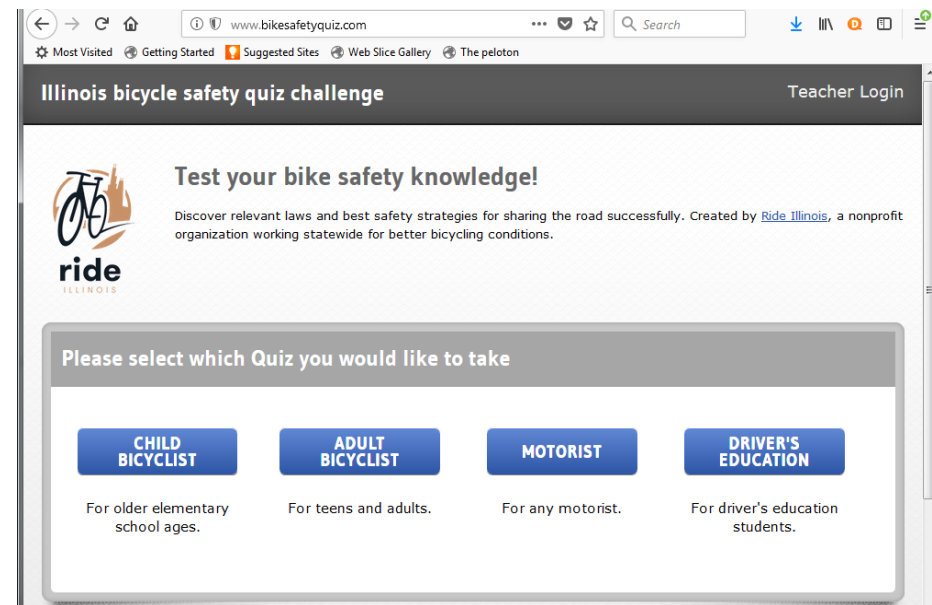 www.bikesafetyquiz.com
Search
Most Visited Getting Started Suggested Sites Web Slice Gallery The peloton
Illinois bicycle safety quiz challenge
Teacher Login
Test your bike safety knowledge!
Discover relevant laws and best safety strategies for sharing the road successfully. Created by Ride Illinois, a nonprofit
organization working statewide for better bicycling conditions.
ride
ILLINOIS
Please select which Quiz you would like to take
CHILD
BICYCLIST
ADULT
BICYCLIST
MOTORIST
DRIVER'S
EDUCATION
For older elementary
school ages.
For teens and adults.
For any motorist.
For driver's education
students.